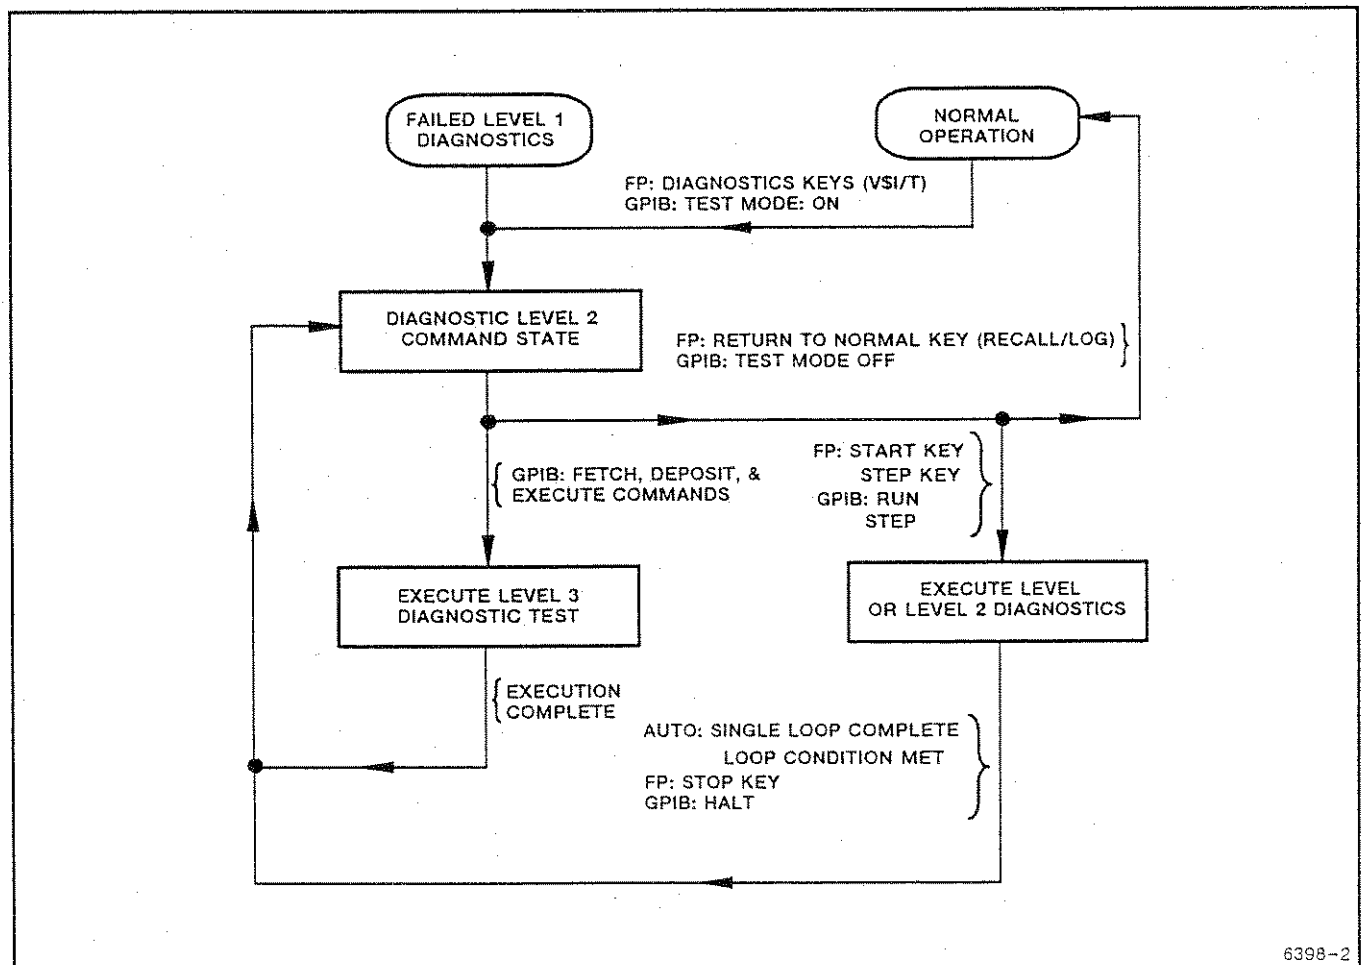 FAILED LEVEL 1
DIAGNOSTICS
NORMAL
OPERATION
FP: DIAGNOSTICS KEYS (V$I/T)
GPIB: TEST MODE: ON
DIAGNOSTIC LEVEL 2
COMMAND STATE
FP: RETURN TO NORMAL KEY (RECALL/LOG)
GPIB: TEST MODE OFF
GPIB: FETCH, DEPOSIT, &
EXECUTE COMMANDS
FP: START KEY
STEP KEY
GPIB: RUN
STEP
EXECUTE LEVEL 3
DIAGNOSTIC TEST
EXECUTE LEVEL
OR LEVEL 2 DIAGNOSTICS
EXECUTION
COMPLETE
AUTO: SINGLE LOOP COMPLETE
LOOP CONDITION MET
FP: STOP KEY
GPIB: HALT
6398-2